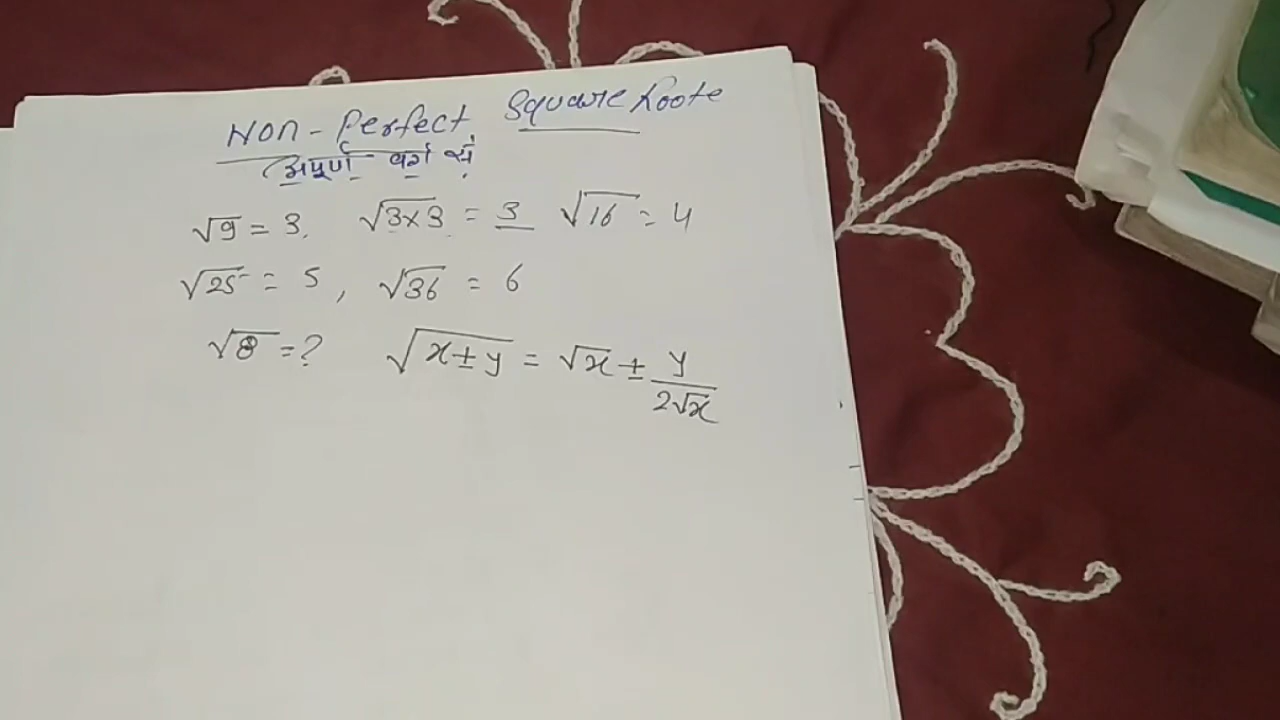 Non-Perfect Square Roote
अपूर्ण वर्ग से
√9 = 3. √3×3 = 3 √16 = 4
√25 = 5, √36 = 6
√8 = ? √x±y = √x ± y/2√x